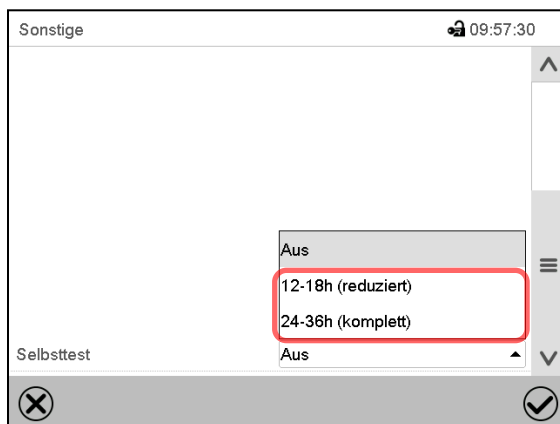 Sonstige 09:57:30
Aus
12-18h (reduziert)
24-36h (komplett)
Selbsttest Aus